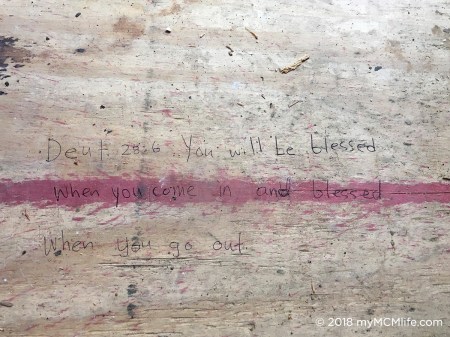 Deut 28:6 You will be blessed
when you come in and blessed
When you go out
© 2018 myMCMlife.com